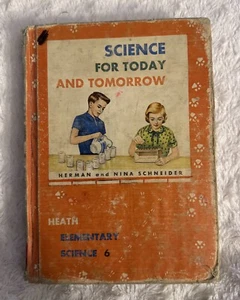 SCIENCE
FOR TODAY
AND TOMORROW
HERMAN and NINA SCHNEIDER
HEATH
ELEMENTARY
SCIENCE 6